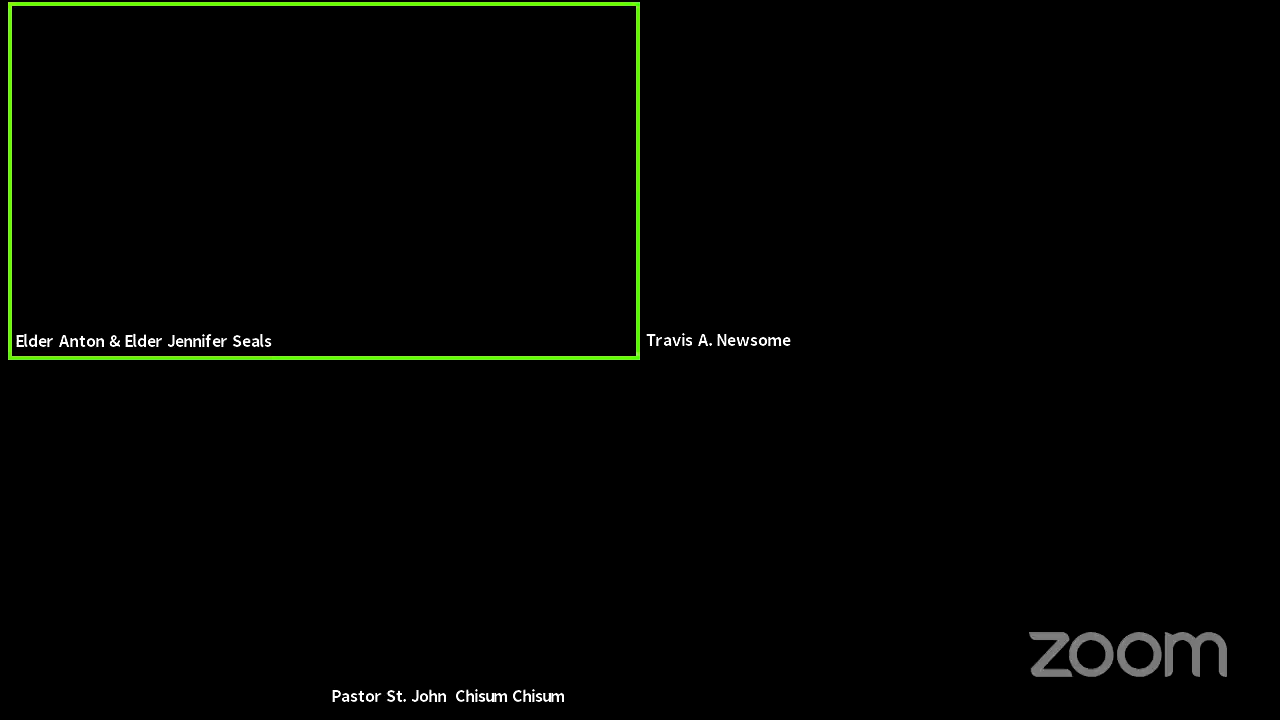 Elder Anton & Elder Jennifer Seals
Travis A. Newsome
zoom
Pastor St. John  Chisum Chisum